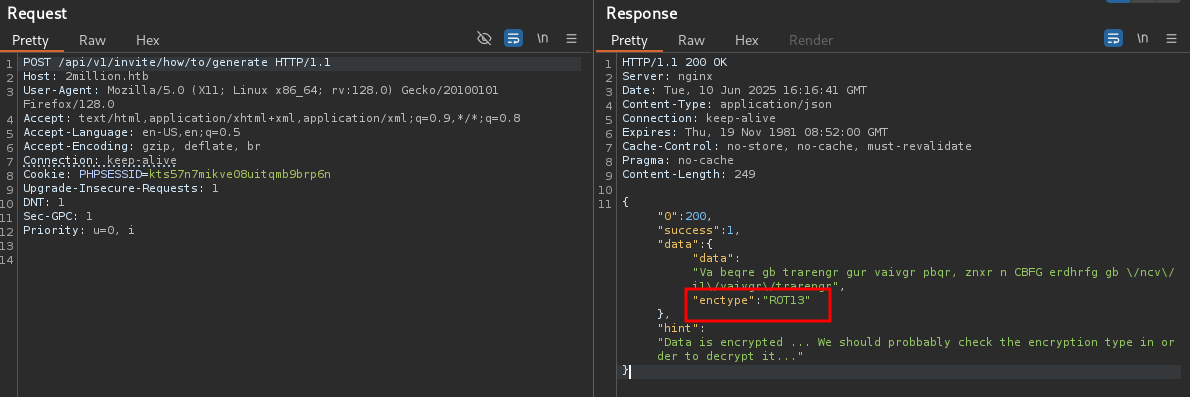 Request
Pretty Raw Hex
\n
1 POST /api/v1/invite/how/to/generate HTTP/1.1
2 Host: 2million.htb
3 User-Agent: Mozilla/5.0 (X11; Linux x86_64; rv:128.0) Gecko/20100101
Firefox/128.0
4 Accept: text/html,application/xhtml+xml,application/xml;q=0.9,*/*;q=0.8
5 Accept-Language: en-US,en;q=0.5
6 Accept-Encoding: gzip, deflate, br
7 Connection: keep-alive
8 Cookie: PHPSESSID=kts57n7mikve08uitqmb9brp6n
9 Upgrade-Insecure-Requests: 1
10 DNT: 1
11 Sec-GPC: 1
12 Priority: u=0, i
13
14
Response
Pretty Raw Hex Render
\n
1 HTTP/1.1 200 OK
2 Server: nginx
3 Date: Tue, 10 Jun 2025 16:16:41 GMT
4 Content-Type: application/json
5 Connection: keep-alive
6 Expires: Thu, 19 Nov 1981 08:52:00 GMT
7 Cache-Control: no-store, no-cache, must-revalidate
8 Pragma: no-cache
9 Content-Length: 249
10
11 {
"0":200,
"success":1,
"data":{
"data":
"Va beqre gb trarengr gur vaivgr pbqr, znxr n CBFG erdhrfg gb \/ncv\/
i1\/vaivgr\/trarengr",
"enctype":"ROT13"
},
"hint":
"Data is encrypted ... We should probbably check the encryption type in or
der to decrypt it..."
}